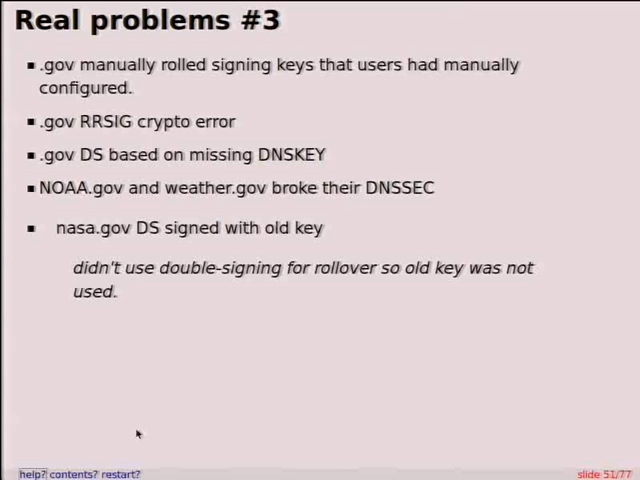 Real problems #3
.gov manually rolled signing keys that users had manually
configured.
.gov RRSIG crypto error
.gov DS based on missing DNSKEY
NOAA.gov and weather.gov broke their DNSSEC
nasa.gov DS signed with old key
didn't use double-signing for rollover so old key was not
used.
help? contents? restart?
slide 51/77